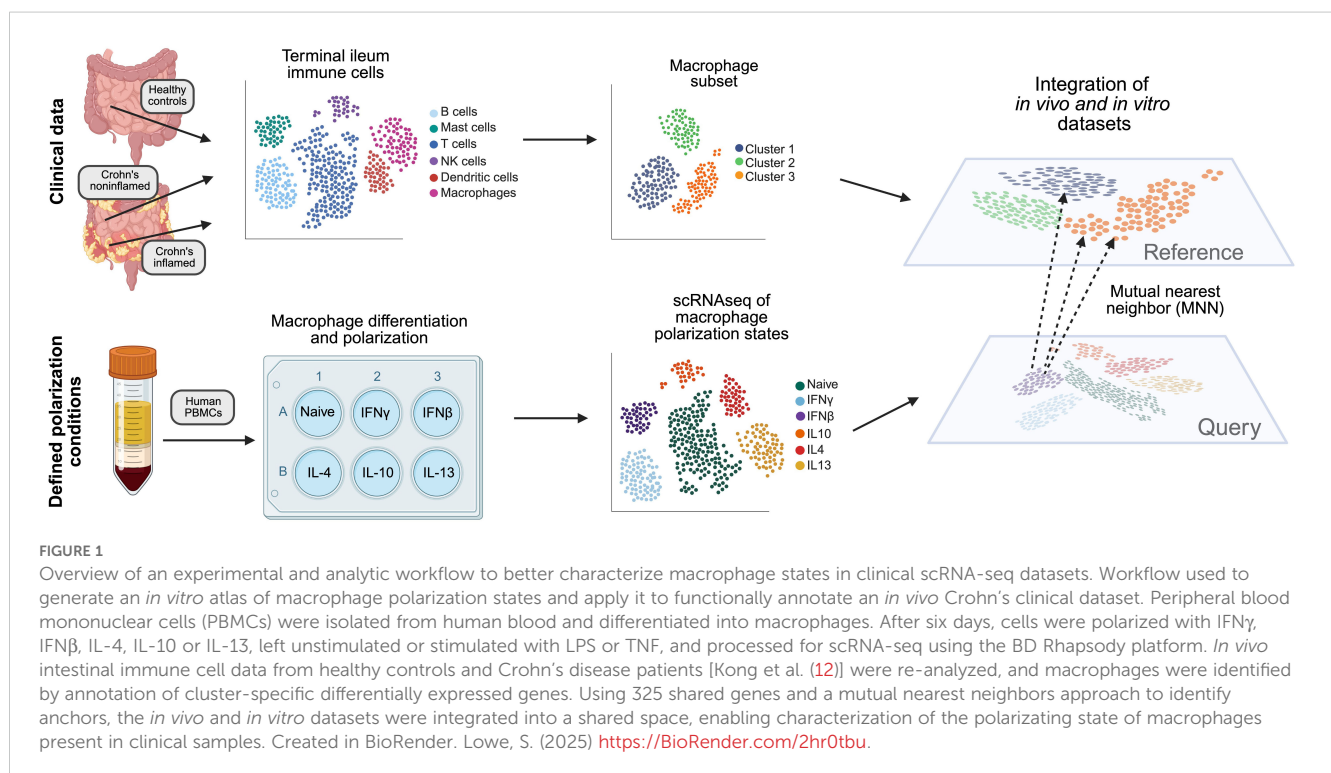 Clinical data
Healthy
controls
Crohn's
noninflamed
Crohn's
inflamed
Terminal ileum
immune cells
B cells
Mast cells
T cells
NK cells
Dendritic cells
Macrophages
Macrophage
subset
Cluster 1
Cluster 2
Cluster 3
Integration of
in vivo and in vitro
datasets
Reference
Mutual nearest
neighbor (MNN)
Query
Defined polarization
conditions
Human
PBMCs
Macrophage differentiation
and polarization
1 2 3
A Naive IFNγ IFNβ
B IL-4 IL-10 IL-13
scRNAseq of
macrophage
polarization states
Naive
IFNγ
IFNβ
IL10
IL4
IL13
FIGURE 1
Overview of an experimental and analytic workflow to better characterize macrophage states in clinical scRNA-seq datasets. Workflow used to
generate an in vitro atlas of macrophage polarization states and apply it to functionally annotate an in vivo Crohn's clinical dataset. Peripheral blood
mononuclear cells (PBMCs) were isolated from human blood and differentiated into macrophages. After six days, cells were polarized with IFNγ,
IFNβ, IL-4, IL-10 or IL-13, left unstimulated or stimulated with LPS or TNF, and processed for scRNA-seq using the BD Rhapsody platform. In vivo
intestinal immune cell data from healthy controls and Crohn's disease patients [Kong et al. (12)] were re-analyzed, and macrophages were identified
by annotation of cluster-specific differentially expressed genes. Using 325 shared genes and a mutual nearest neighbors approach to identify
anchors, the in vivo and in vitro datasets were integrated into a shared space, enabling characterization of the polarizating state of macrophages
present in clinical samples. Created in BioRender. Lowe, S. (2025) https://BioRender.com/2hr0tbu.